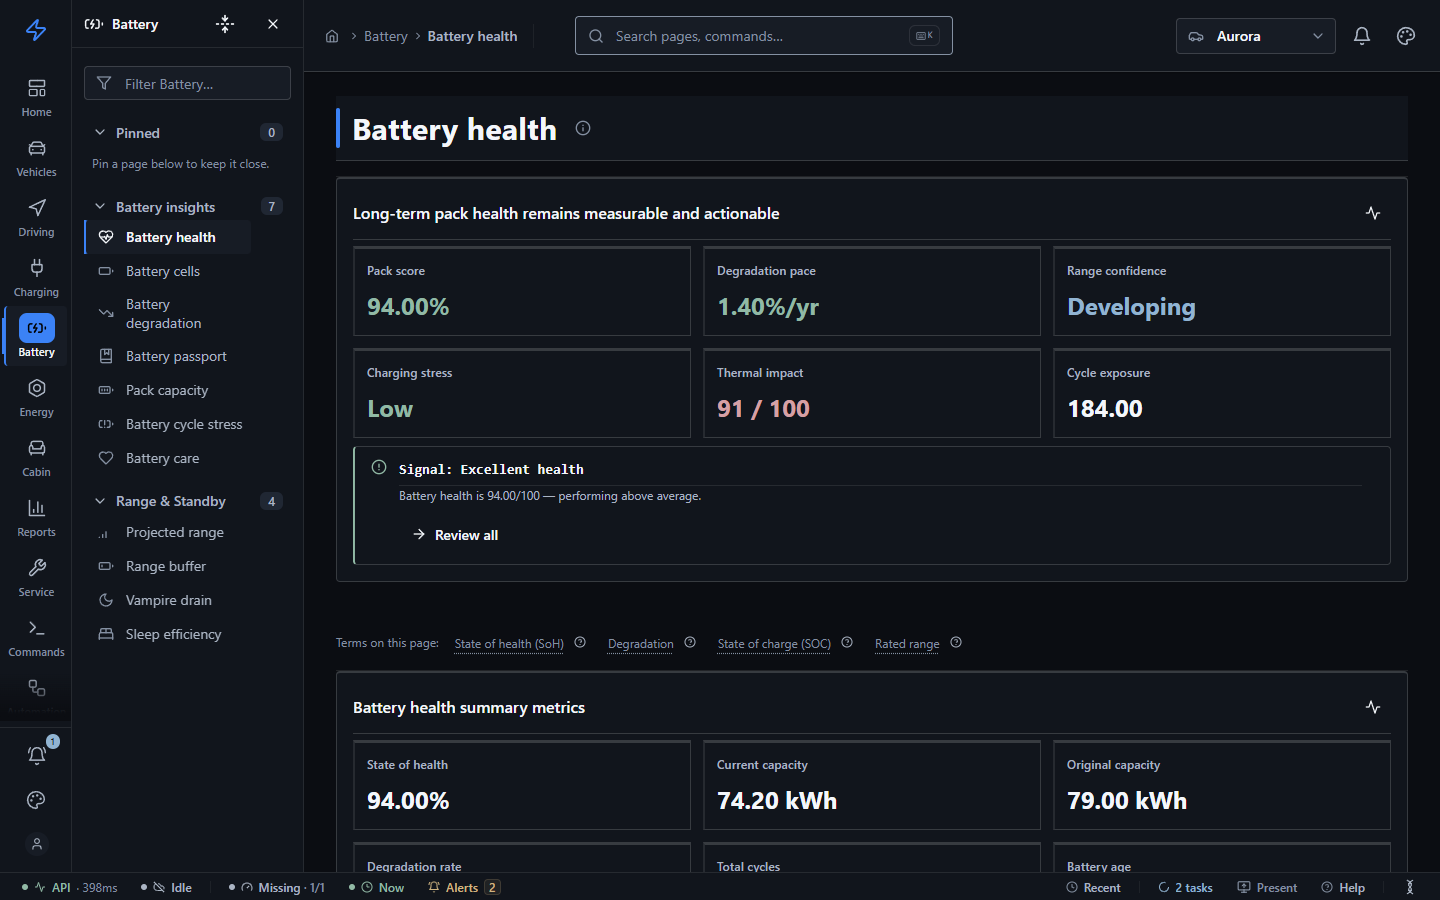 Battery
Battery > Battery health
Search pages, commands...
K
Aurora
Home
Vehicles
Driving
Charging
Battery
Energy
Cabin
Reports
Service
Commands
1
Filter Battery...
Pinned
0
Pin a page below to keep it close.
Battery insights
7
Battery health
Battery cells
Battery
degradation
Battery passport
Pack capacity
Battery cycle stress
Battery care
Range & Standby
4
Projected range
Range buffer
Vampire drain
Sleep efficiency
Battery health
Long-term pack health remains measurable and actionable
Pack score
94.00%
Degradation pace
1.40%/yr
Range confidence
Developing
Charging stress
Low
Thermal impact
91 / 100
Cycle exposure
184.00
Signal: Excellent health
Battery health is 94.00/100 — performing above average.
Review all
Terms on this page: State of health (SoH) Degradation State of charge (SOC) Rated range
Battery health summary metrics
State of health
94.00%
Current capacity
74.20 kWh
Original capacity
79.00 kWh
Degradation rate
Total cycles
Battery age
API · 398ms Idle Missing · 1/1 Now Alerts 2 Recent 2 tasks Present Help